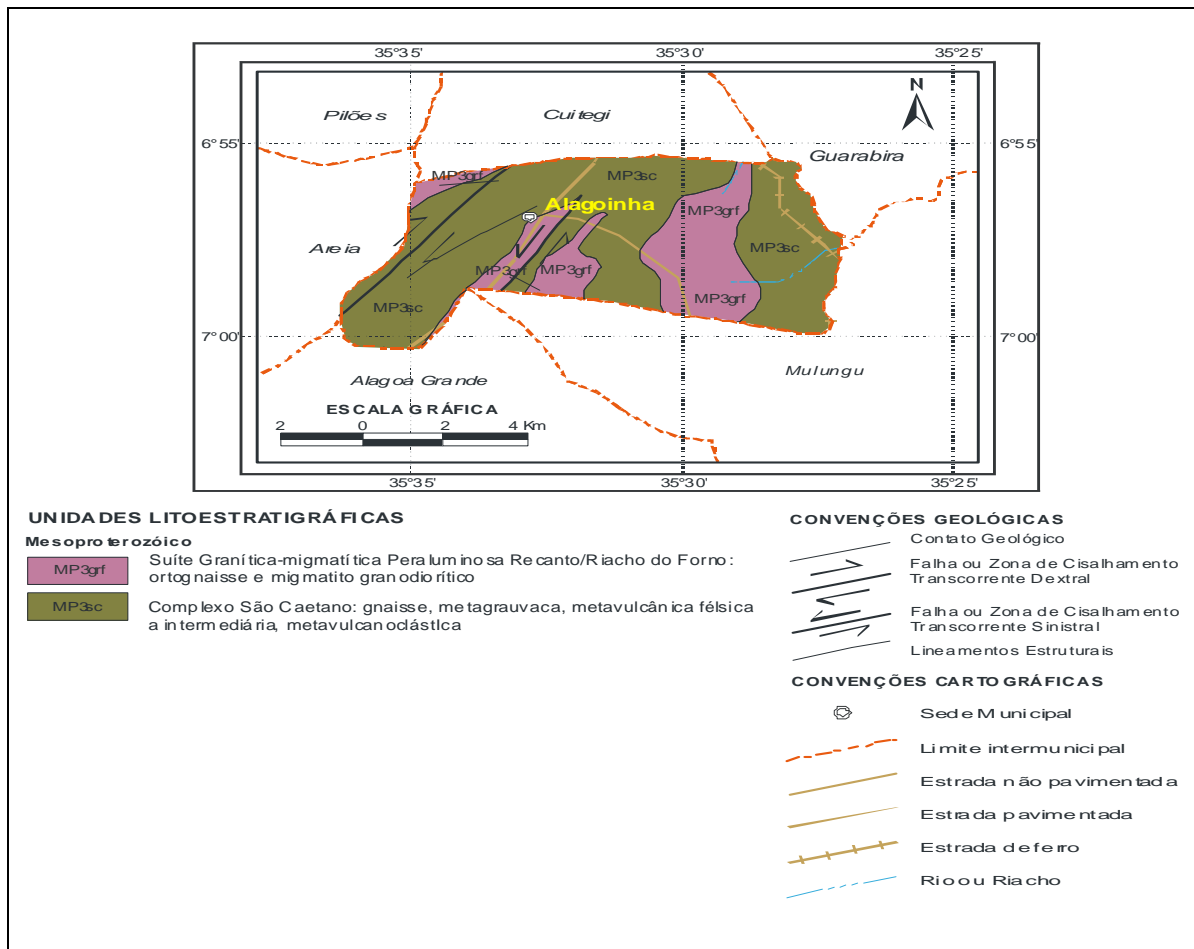 35°35'
35°30'
35°25'
N
Pilões
Cuitegi
6°55'
6°55'
Guarabira
MP3grf
MP3sc
Alagoinha
MP3grf
Areia
MP3sc
MP3grf
MP3grf
MP3grf
MP3sc
7°00'
7°00'
Alagoa Grande
Mulungu
ESCALA GRÁFICA
2 0 2 4 Km
35°35'
35°30'
35°25'
UNIDADES LITOESTRATIGRÁFICAS
Mesoproterozóico
MP3grf
Suíte Granítica-migmatítica Peraluminosa Recanto/Riacho do Forno:
ortognaisse e migmatito granodiorítico
MP3sc
Complexo São Caetano: gnaisse, metagrauvaca, metavulcânica félsica
a intermediária, metavulcanoclástIca
CONVENÇÕES GEOLÓGICAS
Contato Geológico
Falha ou Zona de Cisalhamento
Transcorrente Dextral
Falha ou Zona de Cisalhamento
Transcorrente Sinistral
Lineamentos Estruturais
CONVENÇÕES CARTOGRÁFICAS
Sede Municipal
Limite intermunicipal
Estrada não pavimentada
Estrada pavimentada
Estrada de ferro
Rio ou Riacho